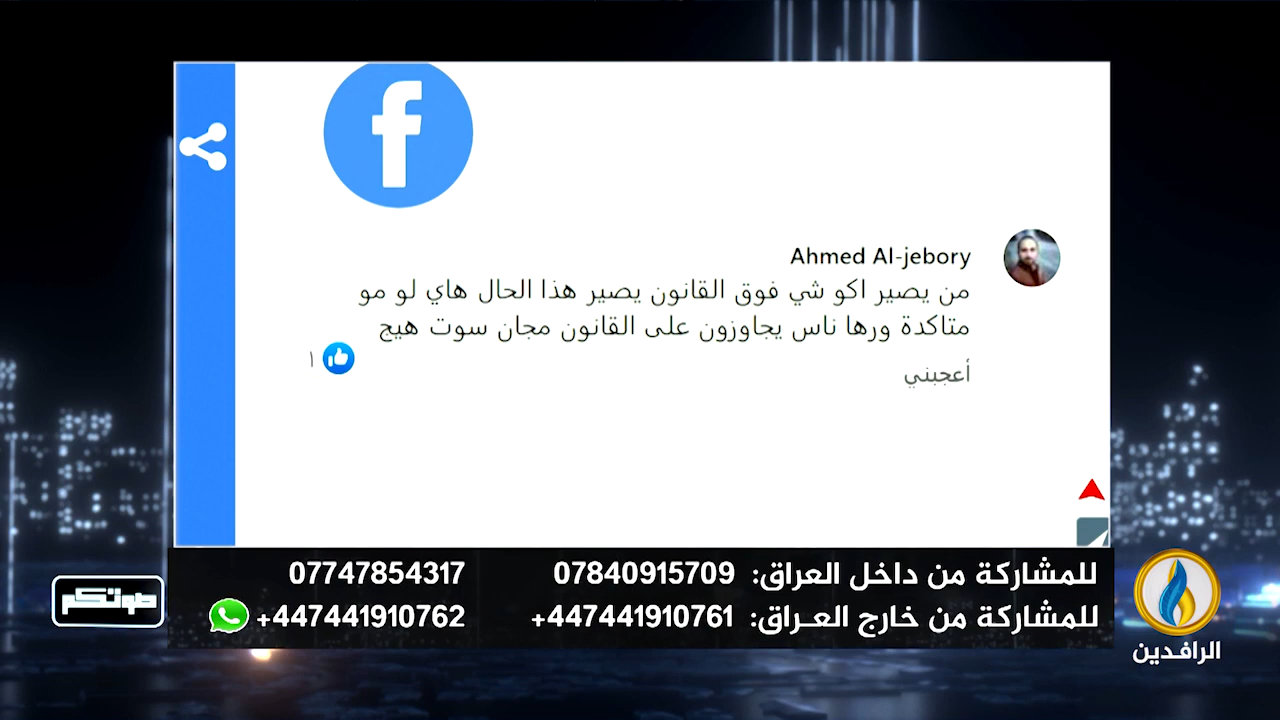 Ahmed Al-jebory
من يصير اكو شي فوق القانون يصير هذا الحال هاي لو مو
متاكدة ورها ناس يجاوزون على القانون مجان سوت هيج
١
أعجبني
للمشاركة من داخل العراق: 07840915709 07747854317
للمشاركة من خارج العـراق: +447441910761 +447441910762
صوتكم
الرافدين